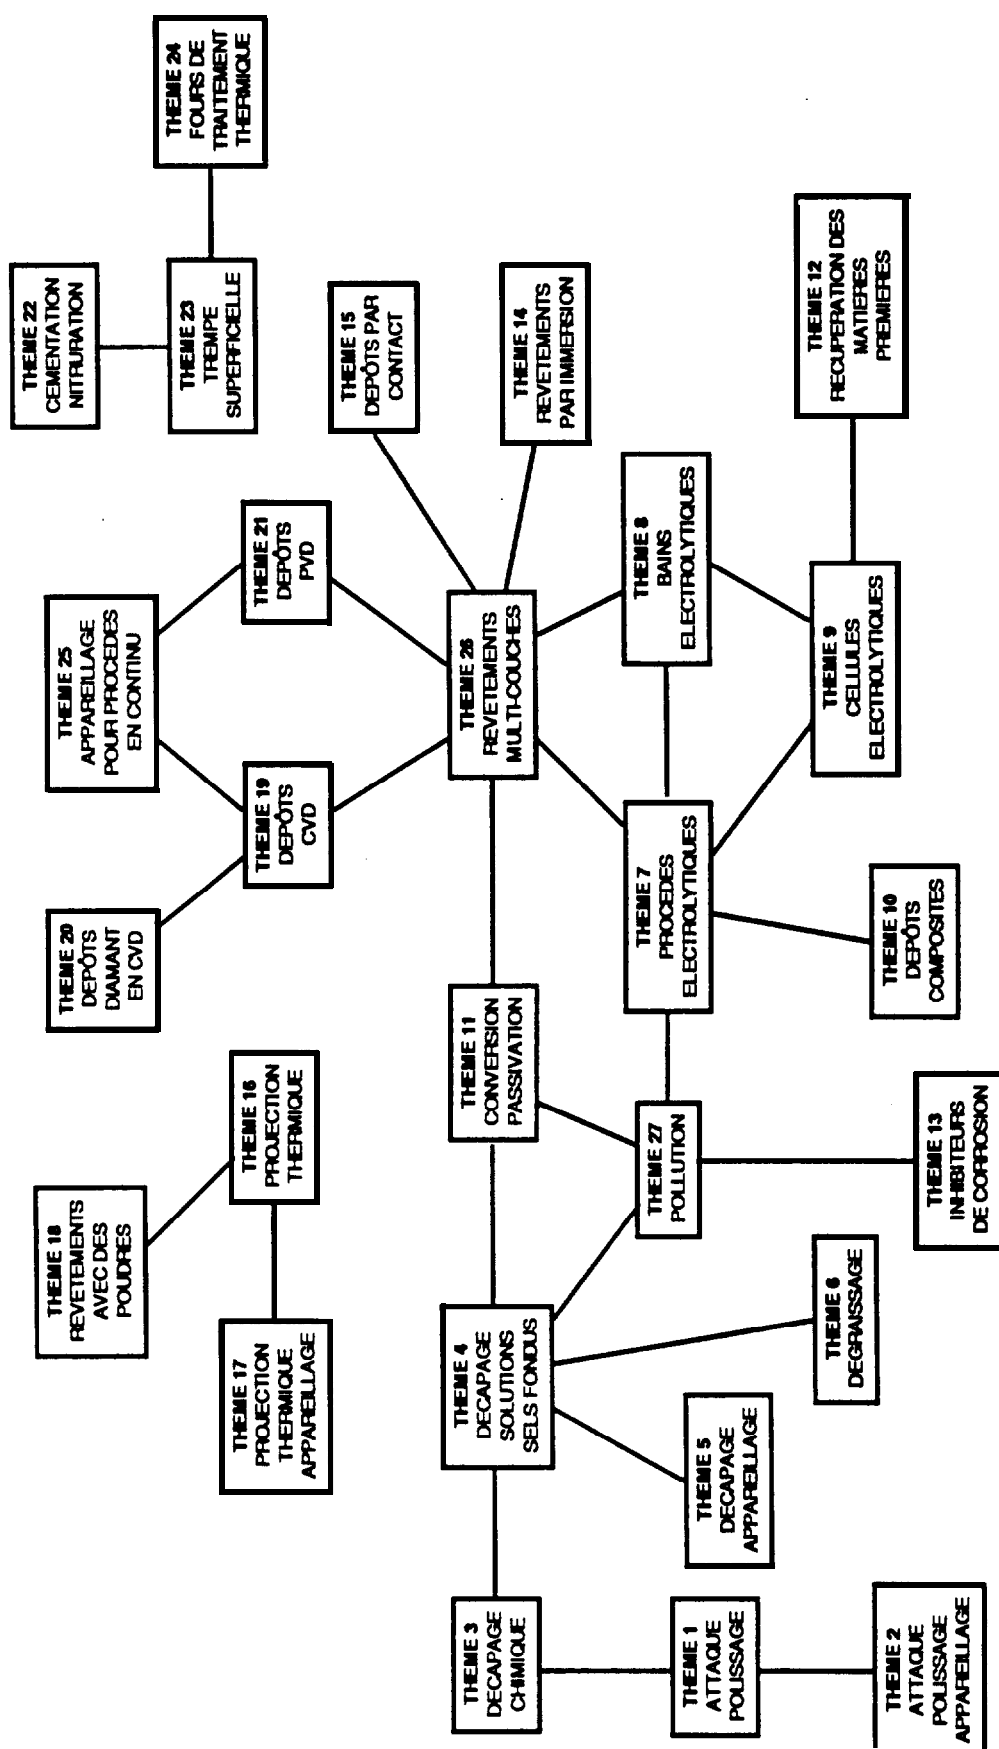 THEME 24
FOURS DE
TRAITEMENT
THERMIQUE
THEME 22
CEMENTATION
NITRURATION
THEME 23
TREMPE
SUPERFICIELLE
THEME 15
DEPÔTS PAR
CONTACT
THEME 14
REVETEMENTS
PAR IMMERSION
THEME 12
RECUPERATION DES
MATIÈRES
PREMIERES
THEME 25
APPAREILLAGE
POUR PROCEDES
EN CONTINU
THEME 21
DEPÔTS
PVD
THEME 26
REVETEMENTS
MULTI-COUCHES
THEME 8
BAINS
ELECTROLYTIQUES
THEME 9
CELLULES
ELECTROLYTIQUES
THEME 20
DEPÔTS
DIAMANT
EN CVD
THEME 19
DEPÔTS
CVD
THEME 7
PROCEDES
ELECTROLYTIQUES
THEME 10
DEPÔTS
COMPOSITES
THEME 18
REVETEMENTS
AVEC DES
POUDRES
THEME 16
PROJECTION
THERMIQUE
THEME 11
CONVERSION
PASSIVATION
THEME 27
POLLUTION
THEME 13
INHIBITEURS
DE CORROSION
THEME 17
PROJECTION
THERMIQUE
APPAREILLAGE
THEME 4
DECAPAGE
SOLUTIONS
SELS FONDUS
THEME 5
DECAPAGE
APPAREILLAGE
THEME 6
DEGRAISSAGE
THEME 3
DECAPAGE
CHIMIQUE
THEME 1
ATTAQUE
POLISSAGE
THEME 2
ATTAQUE
POLISSAGE
APPAREILLAGE